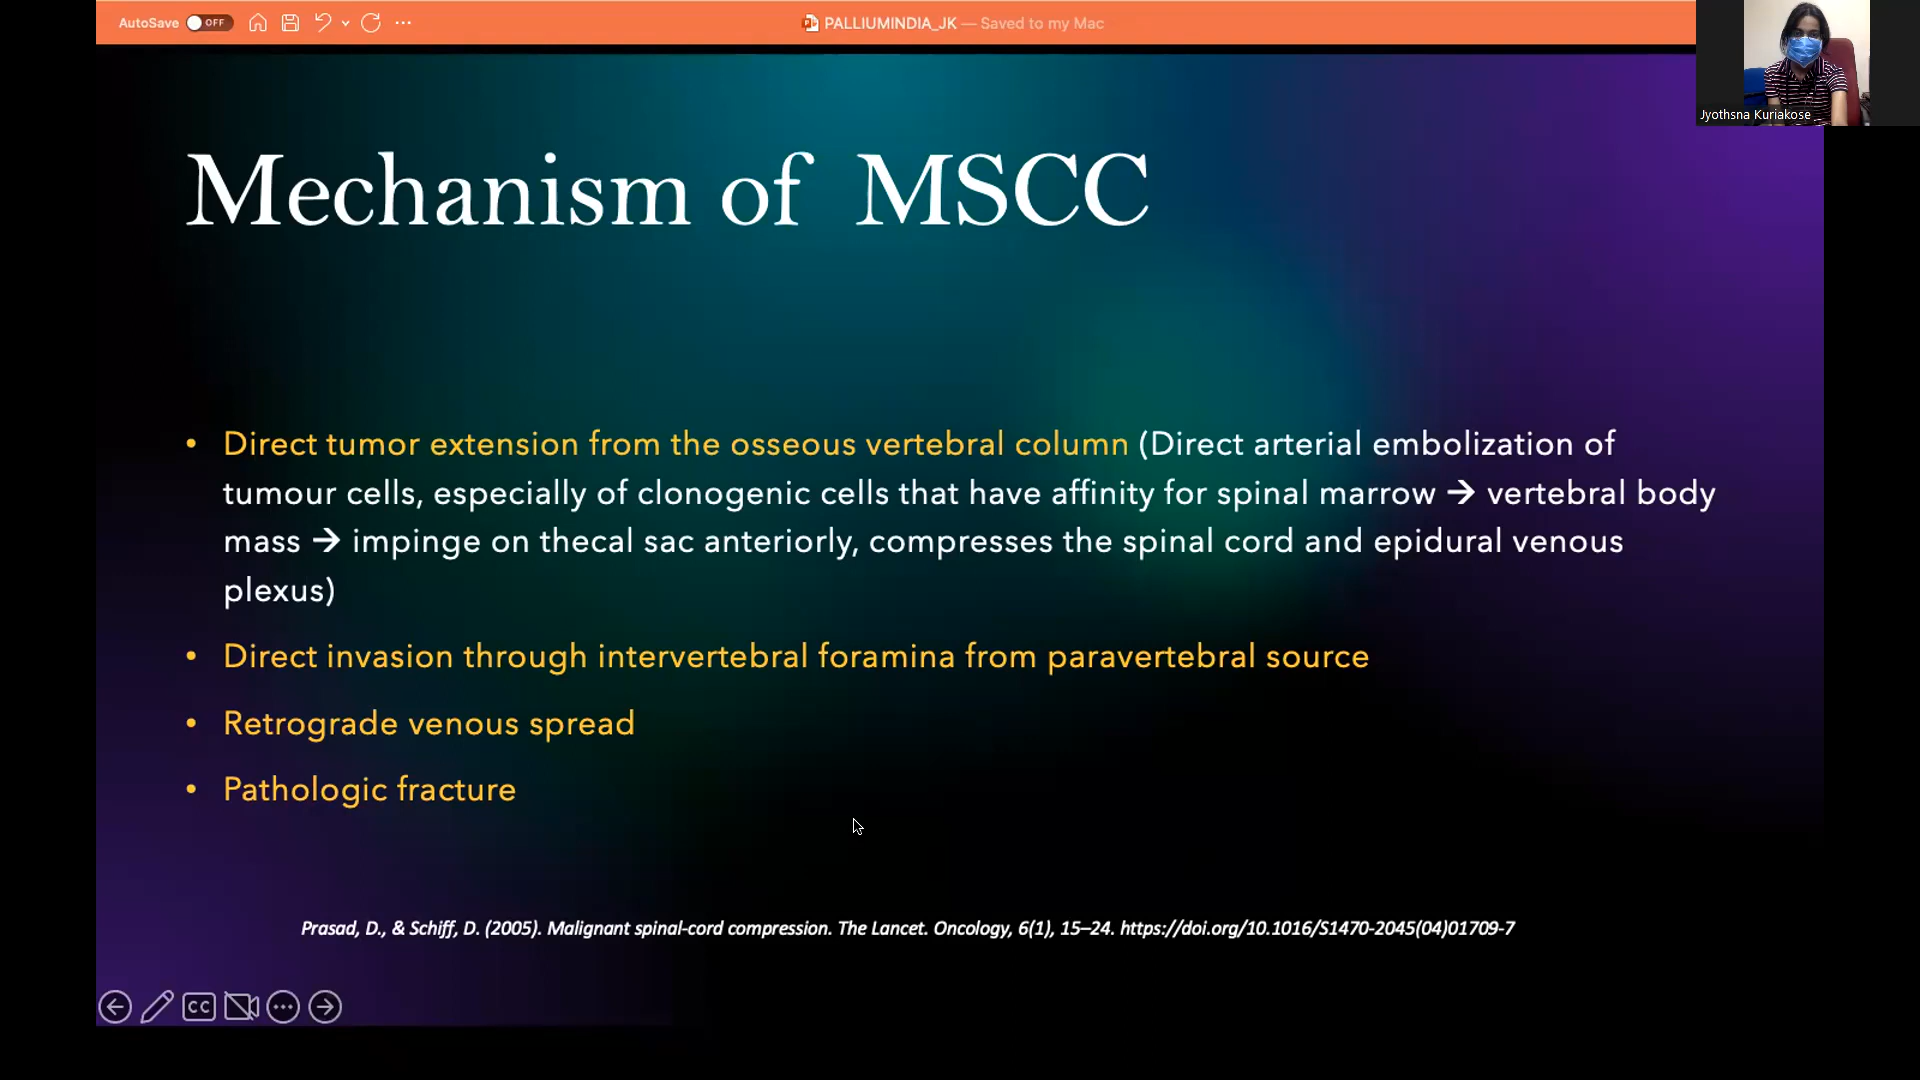 AutoSave OFF
PALLIUMINDIA_JK — Saved to my Mac
Jyothsna Kuriakose
Mechanism of MSCC
• Direct tumor extension from the osseous vertebral column (Direct arterial embolization of
tumour cells, especially of clonogenic cells that have affinity for spinal marrow → vertebral body
mass → impinge on thecal sac anteriorly, compresses the spinal cord and epidural venous
plexus)
• Direct invasion through intervertebral foramina from paravertebral source
• Retrograde venous spread
• Pathologic fracture
Prasad, D., & Schiff, D. (2005). Malignant spinal-cord compression. The Lancet. Oncology, 6(1), 15–24. https://doi.org/10.1016/S1470-2045(04)01709-7
CC